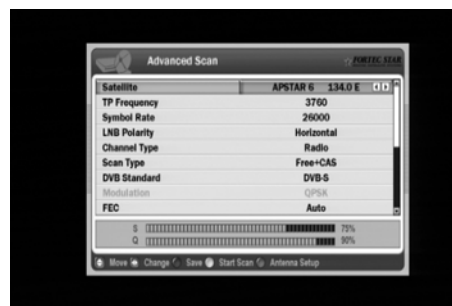 Advanced Scan
FORTEC STAR
Satellite APSTAR 6 134.0 E
TP Frequency 3760
Symbol Rate 26000
LNB Polarity Horizontal
Channel Type Radio
Scan Type Free+CAS
DVB Standard DVB-S
Modulation QPSK
FEC Auto
S 75%
Q 90%
Move Change Save Start Scan Antenna Setup